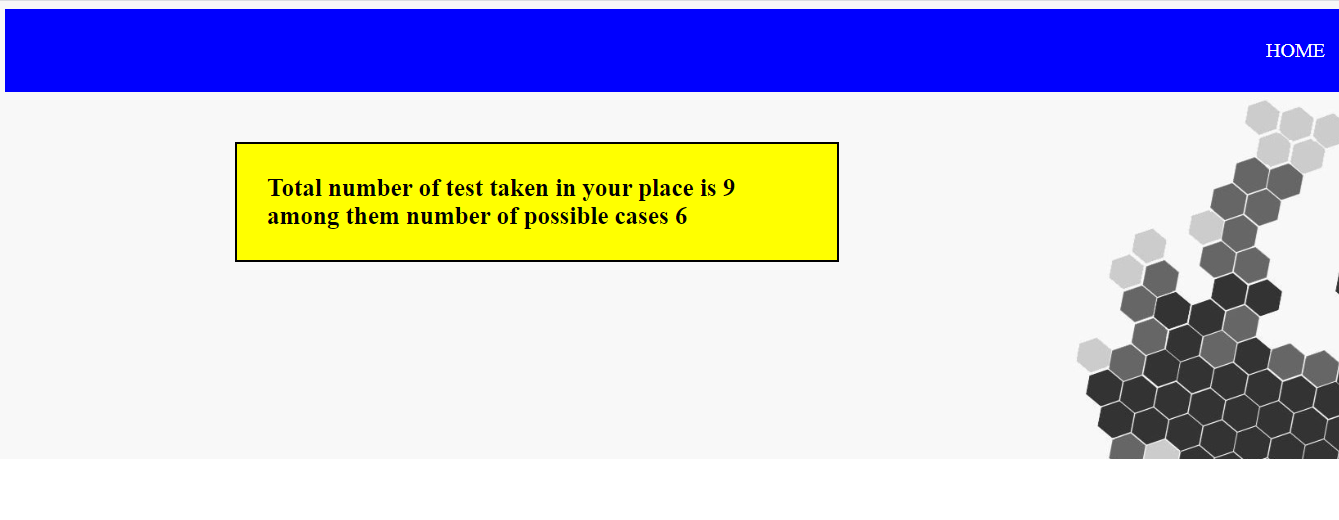 HOME
Total number of test taken in your place is 9
among them number of possible cases 6